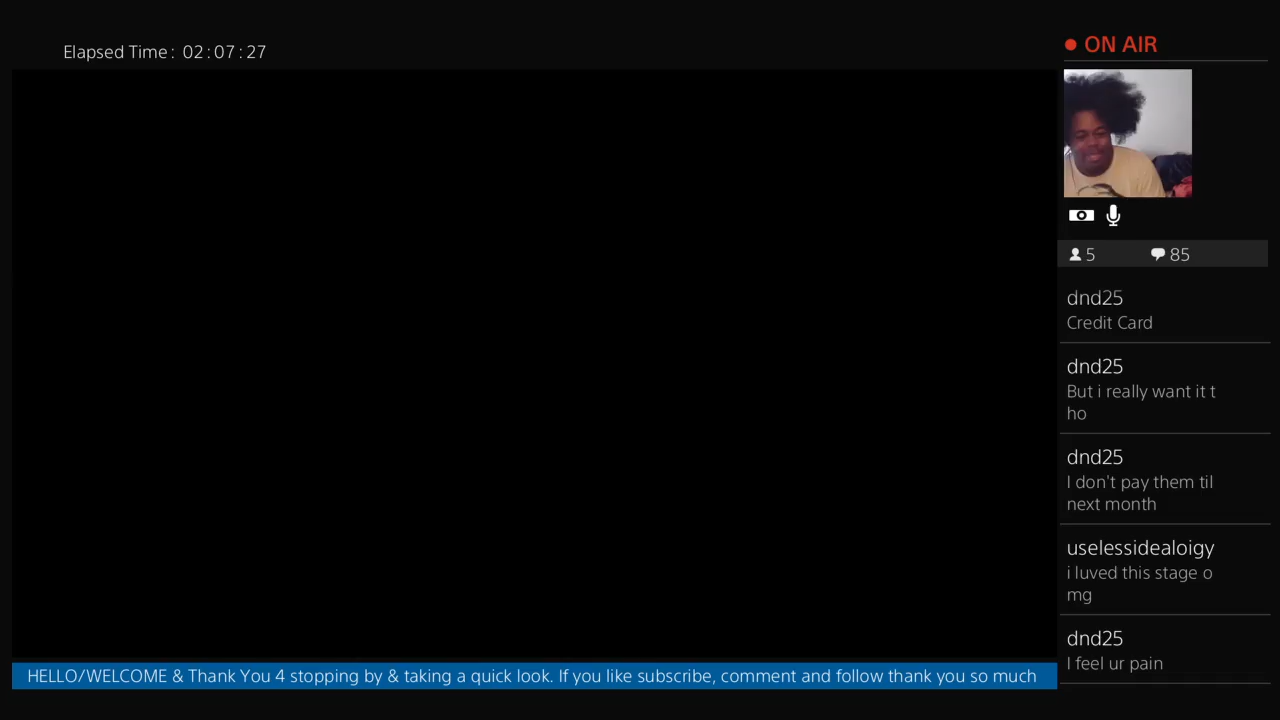 Elapsed Time: 02:07:27
ON AIR
5 85
dnd25
Credit Card
dnd25
But i really want it t
ho
dnd25
I don't pay them til
next month
uselessidealoigy
i luved this stage o
mg
dnd25
I feel ur pain
HELLO/WELCOME & Thank You 4 stopping by & taking a quick look. If you like subscribe, comment and follow thank you so much